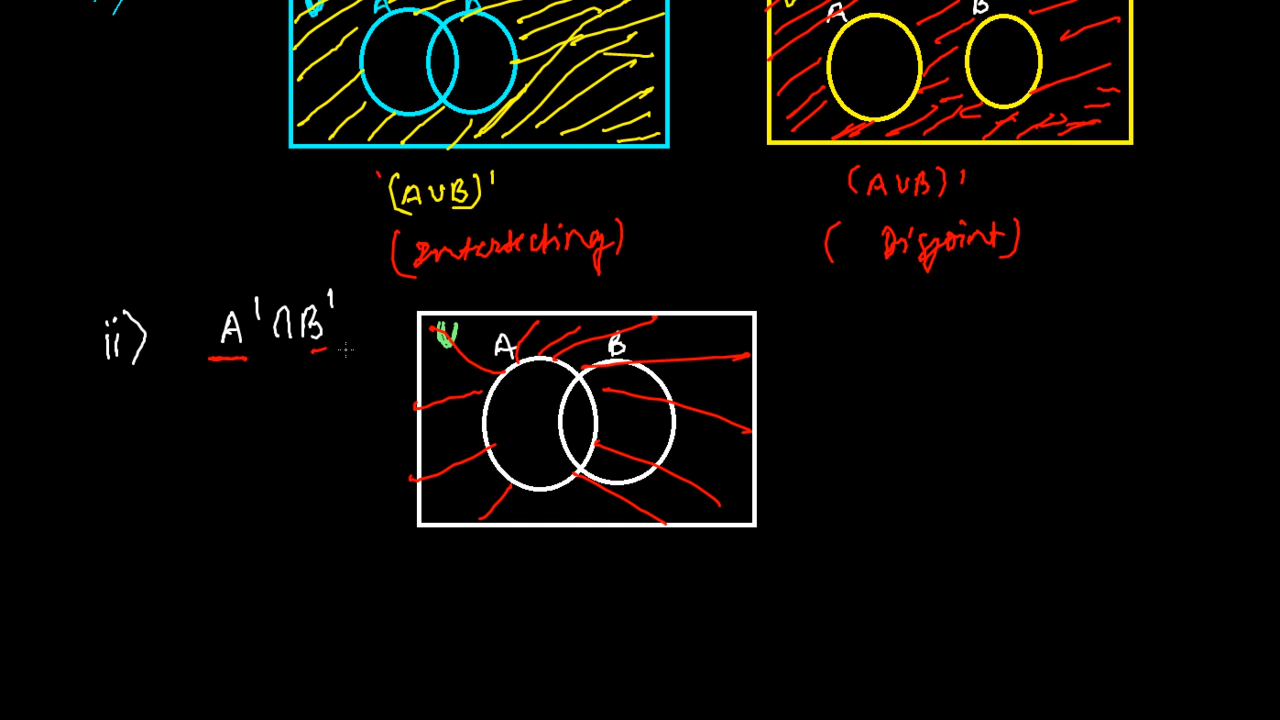 U A B
U A B
(A∪B)'
(A∪B)'
(Intersecting)
(Disjoint)
ii) A'∩B'
U A B